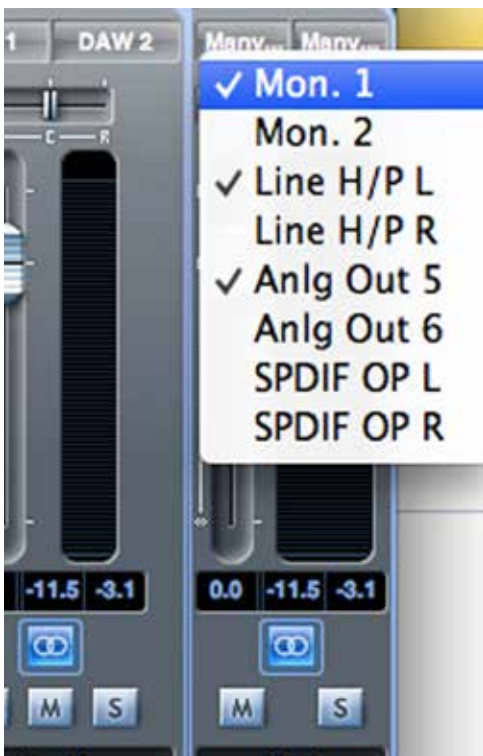 1 DAW 2 Many... Many...
✓ Mon. 1
Mon. 2
✓ Line H/P L
Line H/P R
✓ Anlg Out 5
Anlg Out 6
SPDIF OP L
SPDIF OP R
C R
-11.5 -3.1 0.0 -11.5 -3.1
M S M S